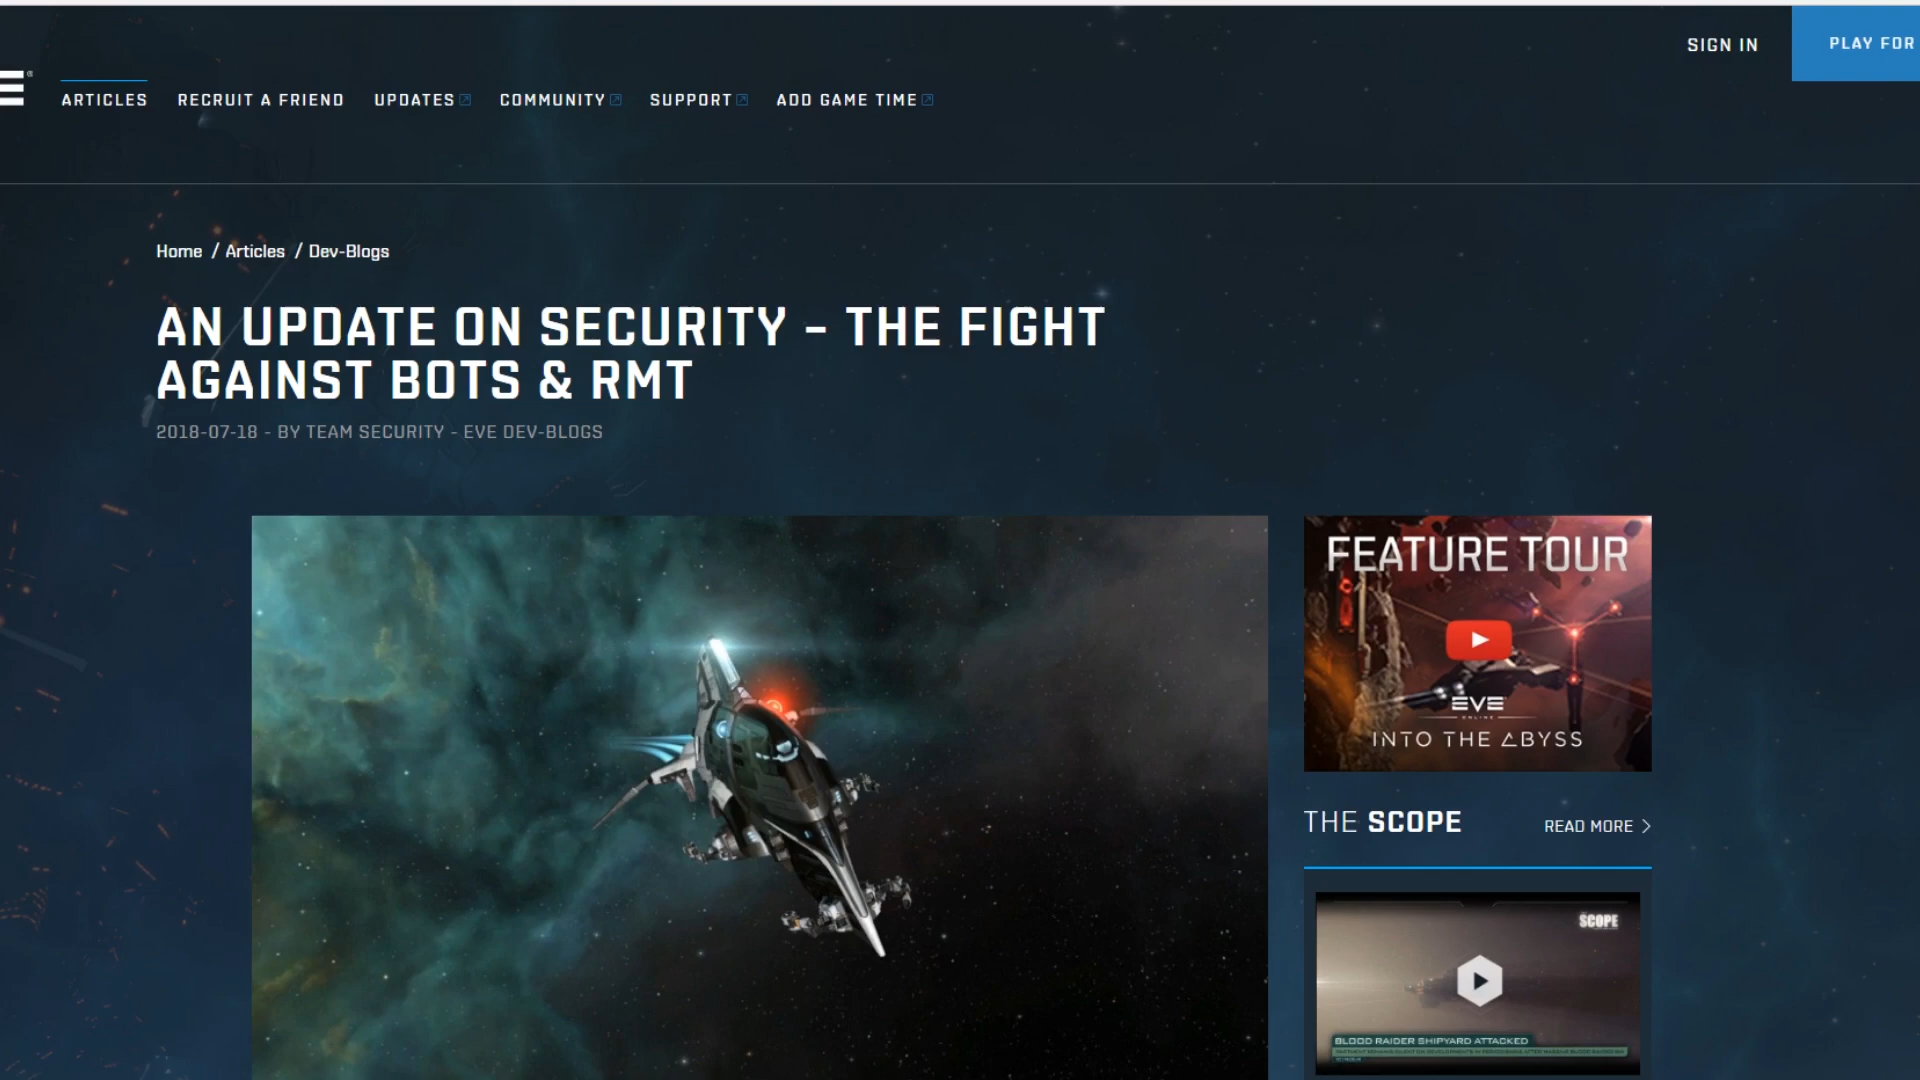 SIGN IN
PLAY FOR
E
ARTICLES RECRUIT A FRIEND UPDATES COMMUNITY SUPPORT ADD GAME TIME
Home / Articles / Dev-Blogs
AN UPDATE ON SECURITY – THE FIGHT
AGAINST BOTS & RMT
2018-07-18 - BY TEAM SECURITY - EVE DEV-BLOGS
FEATURE TOUR
EVE
ONLINE
INTO THE ABYSS
THE SCOPE
READ MORE
SCOPE
BLOOD RAIDER SHIPYARD ATTACKED